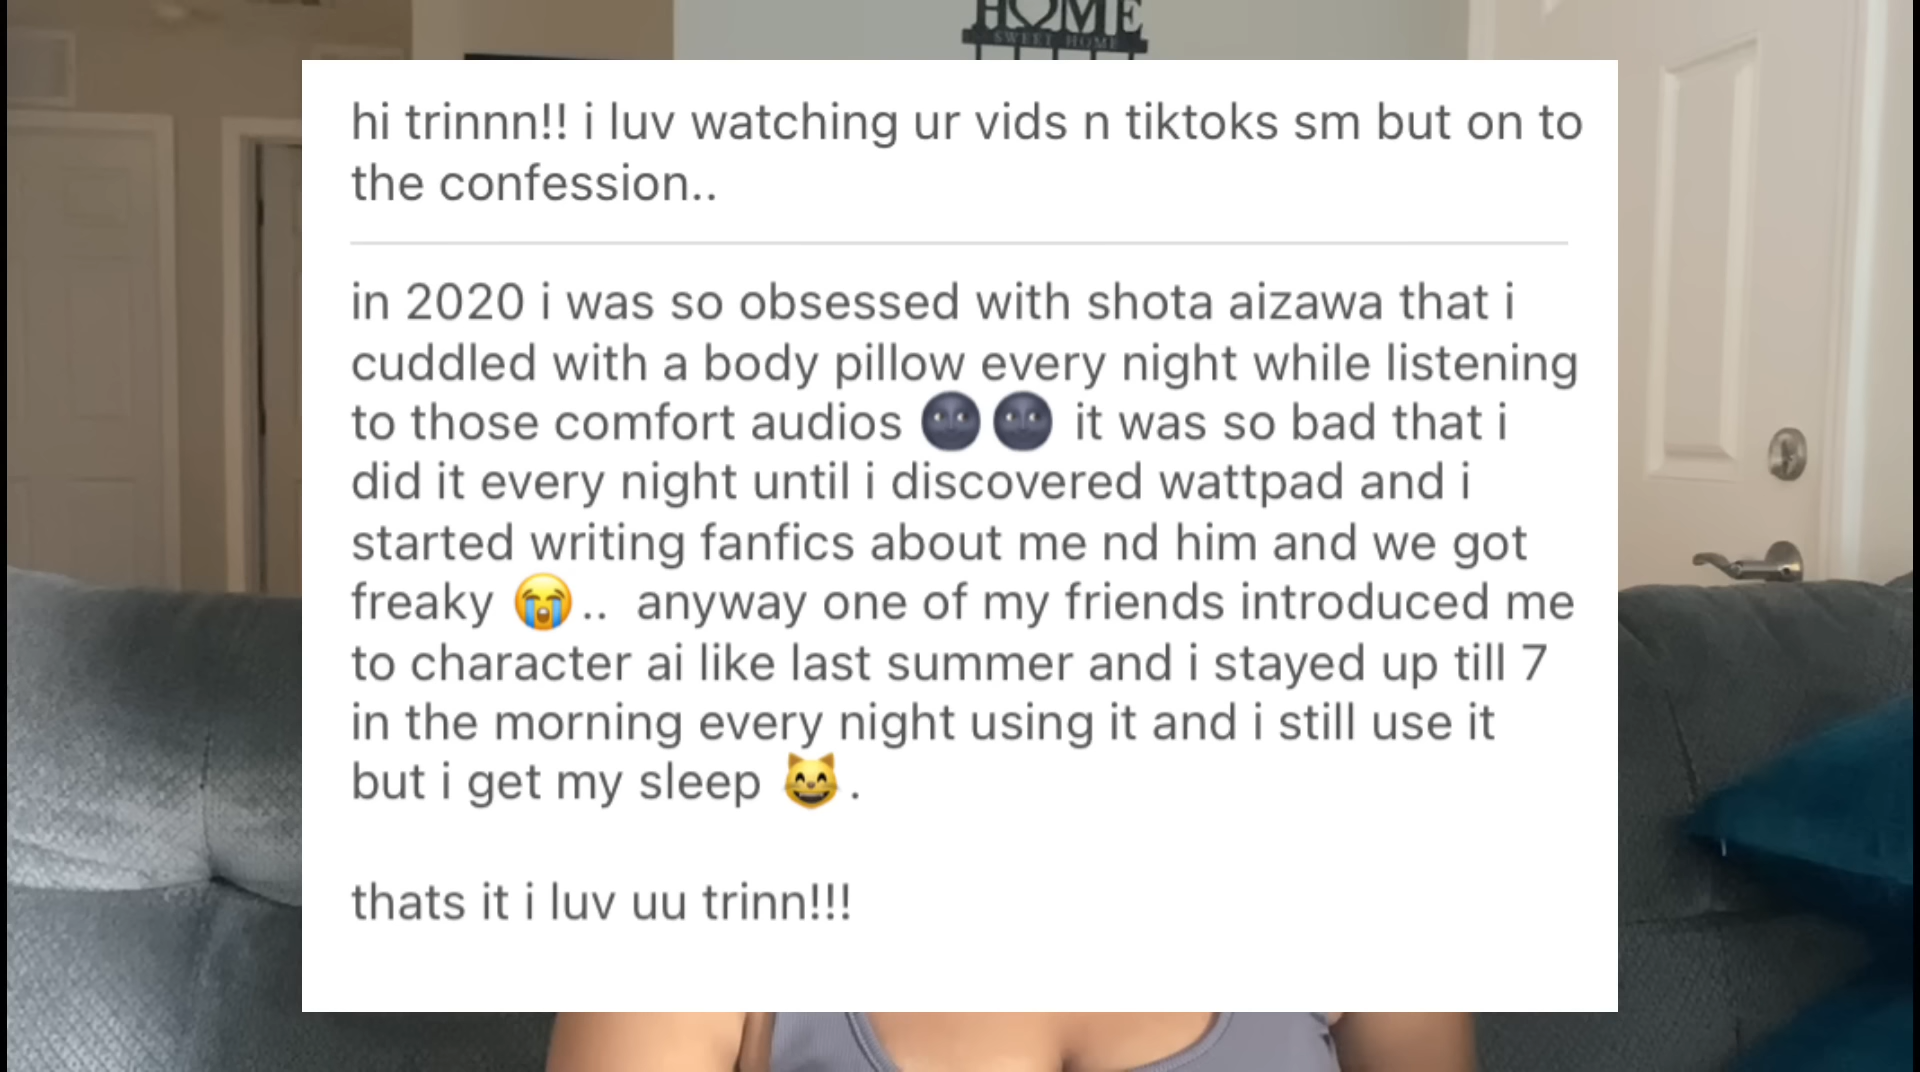 HOME
SWEET HOME
hi trinnn!! i luv watching ur vids n tiktoks sm but on to
the confession..
in 2020 i was so obsessed with shota aizawa that i
cuddled with a body pillow every night while listening
to those comfort audios 🌚🌚 it was so bad that i
did it every night until i discovered wattpad and i
started writing fanfics about me nd him and we got
freaky 😭.. anyway one of my friends introduced me
to character ai like last summer and i stayed up till 7
in the morning every night using it and i still use it
but i get my sleep 😸.
thats it i luv uu trinn!!!